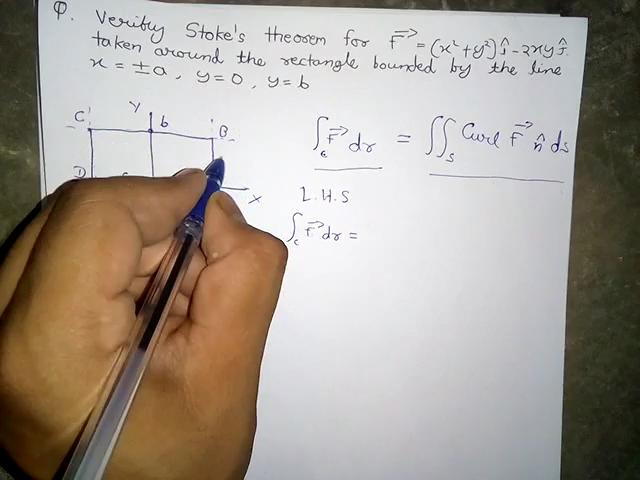 Q. Verify Stoke's theorem for F→ = (x² + y²) î - 2xy ĵ.
taken around the rectangle bounded by the line
x = ±a, y = 0, y = b
Y b
C B
D
X
∫c F→ dr = ∬s Curl F→ n̂ ds
L.H.S
∫c F→ dr =